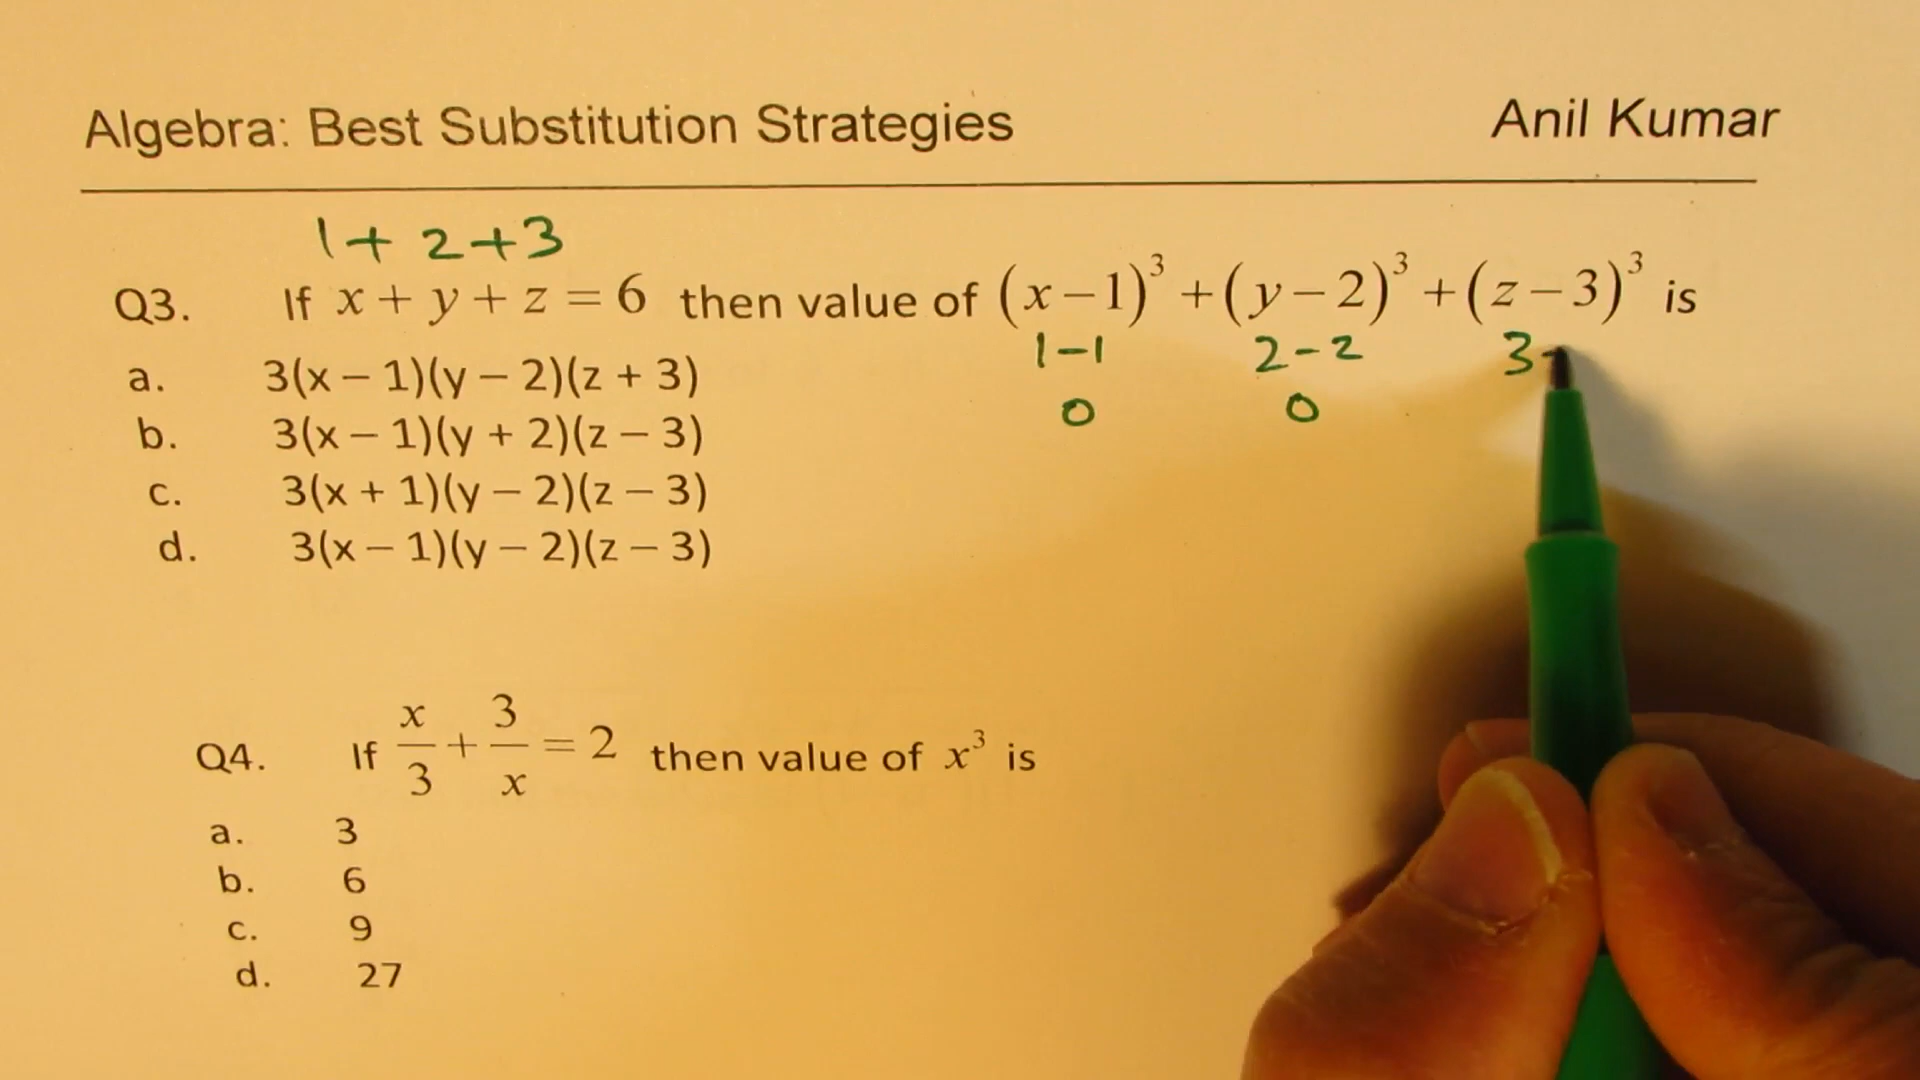 Algebra: Best Substitution Strategies Anil Kumar
1 + 2 + 3
Q3. If x + y + z = 6 then value of (x − 1)³ + (y − 2)³ + (z − 3)³ is
1 - 1 2 - 2 3 -
0 0
a. 3(x − 1)(y − 2)(z + 3)
b. 3(x − 1)(y + 2)(z − 3)
c. 3(x + 1)(y − 2)(z − 3)
d. 3(x − 1)(y − 2)(z − 3)
Q4. If x/3 + 3/x = 2 then value of x³ is
a. 3
b. 6
c. 9
d. 27